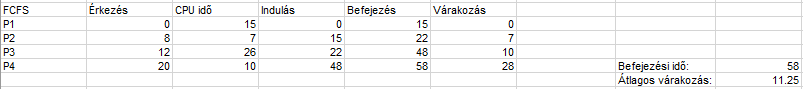 FCFS Érkezés CPU idő Indulás Befejezés Várakozás
P1 0 15 0 15 0
P2 8 7 15 22 7
P3 12 26 22 48 10
P4 20 10 48 58 28 Befejezési idő: 58
Átlagos várakozás: 11.25